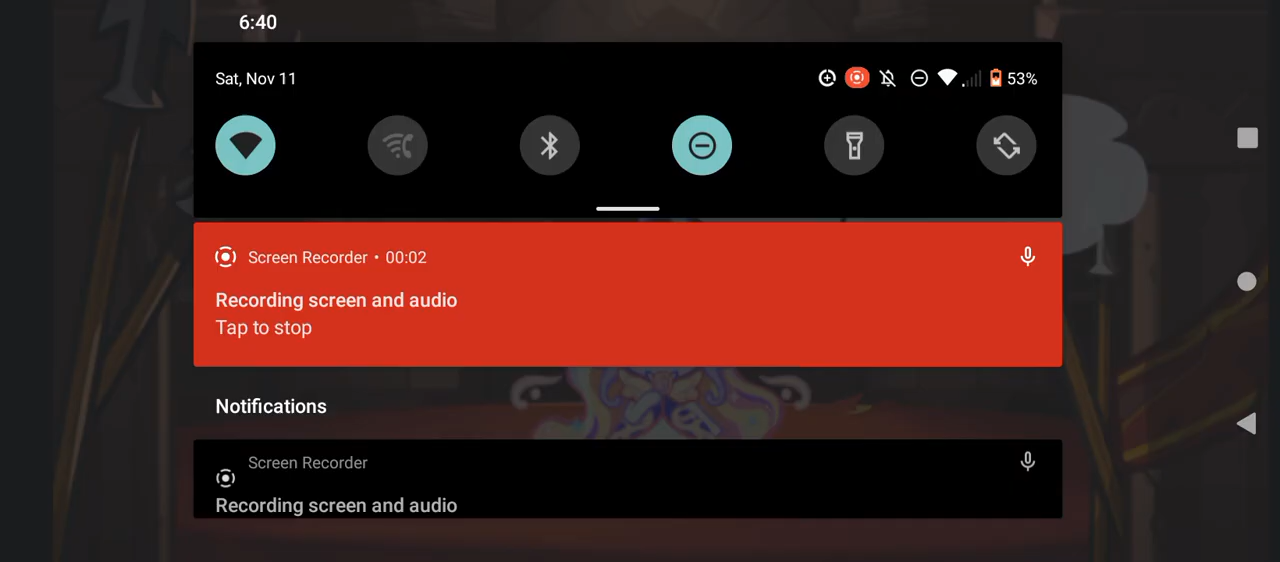 6:40
Sat, Nov 11
53%
Screen Recorder • 00:02
Recording screen and audio
Tap to stop
Notifications
Screen Recorder
Recording screen and audio